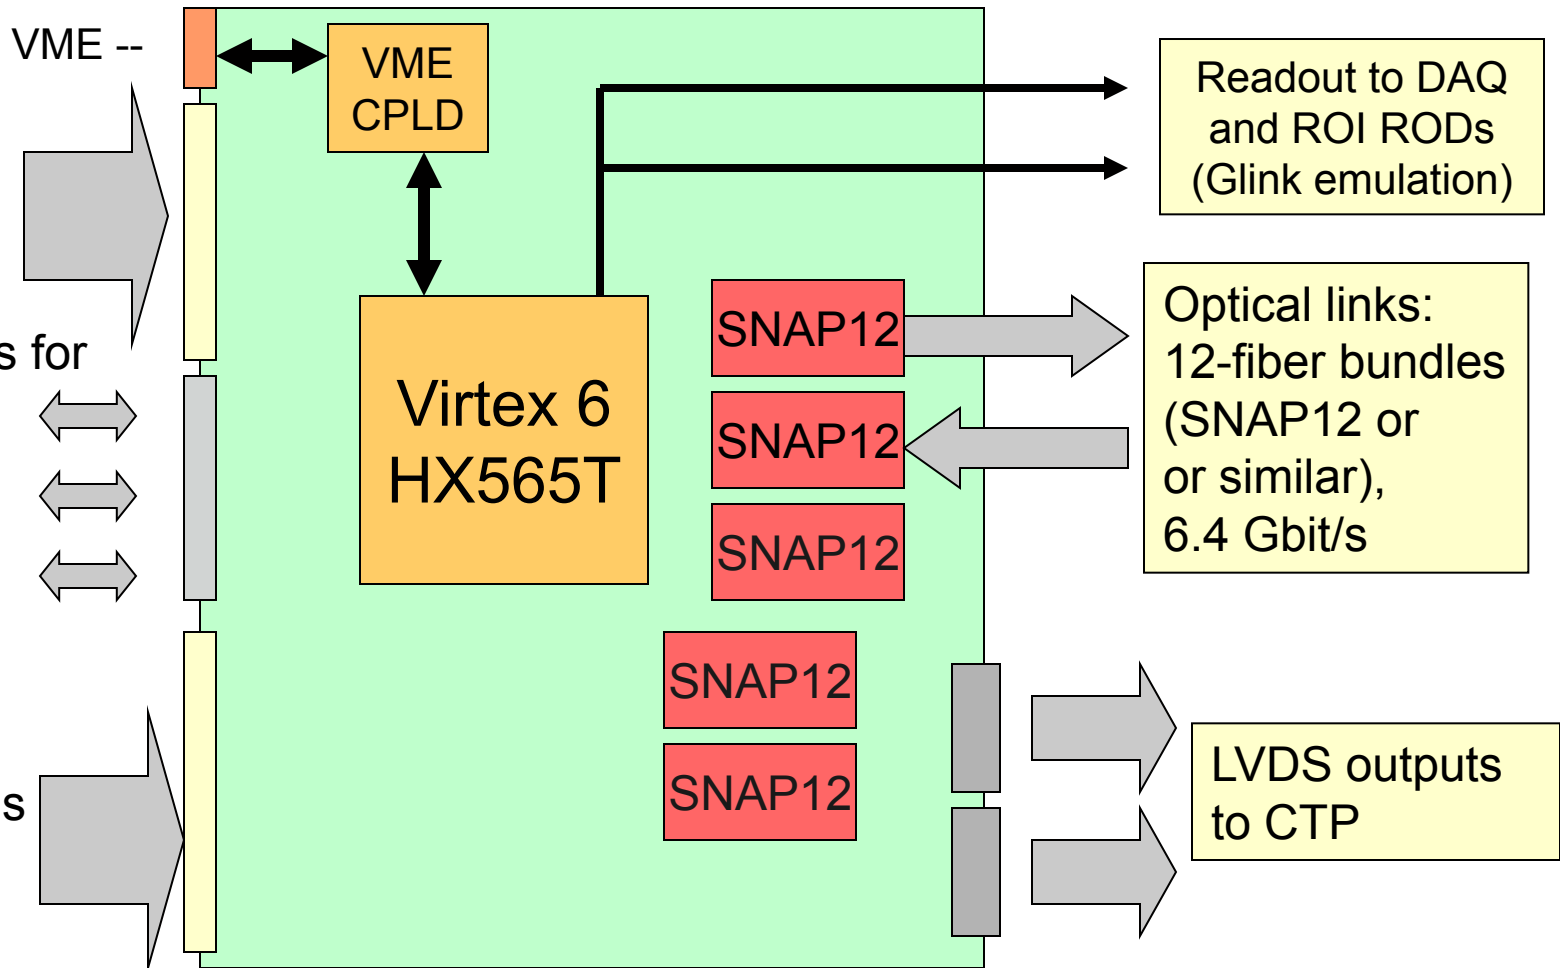 VME --
VME
CPLD
Readout to DAQ
and ROI RODs
(Glink emulation)
s for
Virtex 6
HX565T
SNAP12
SNAP12
SNAP12
Optical links:
12-fiber bundles
(SNAP12 or
or similar),
6.4 Gbit/s
SNAP12
SNAP12
s
LVDS outputs
to CTP